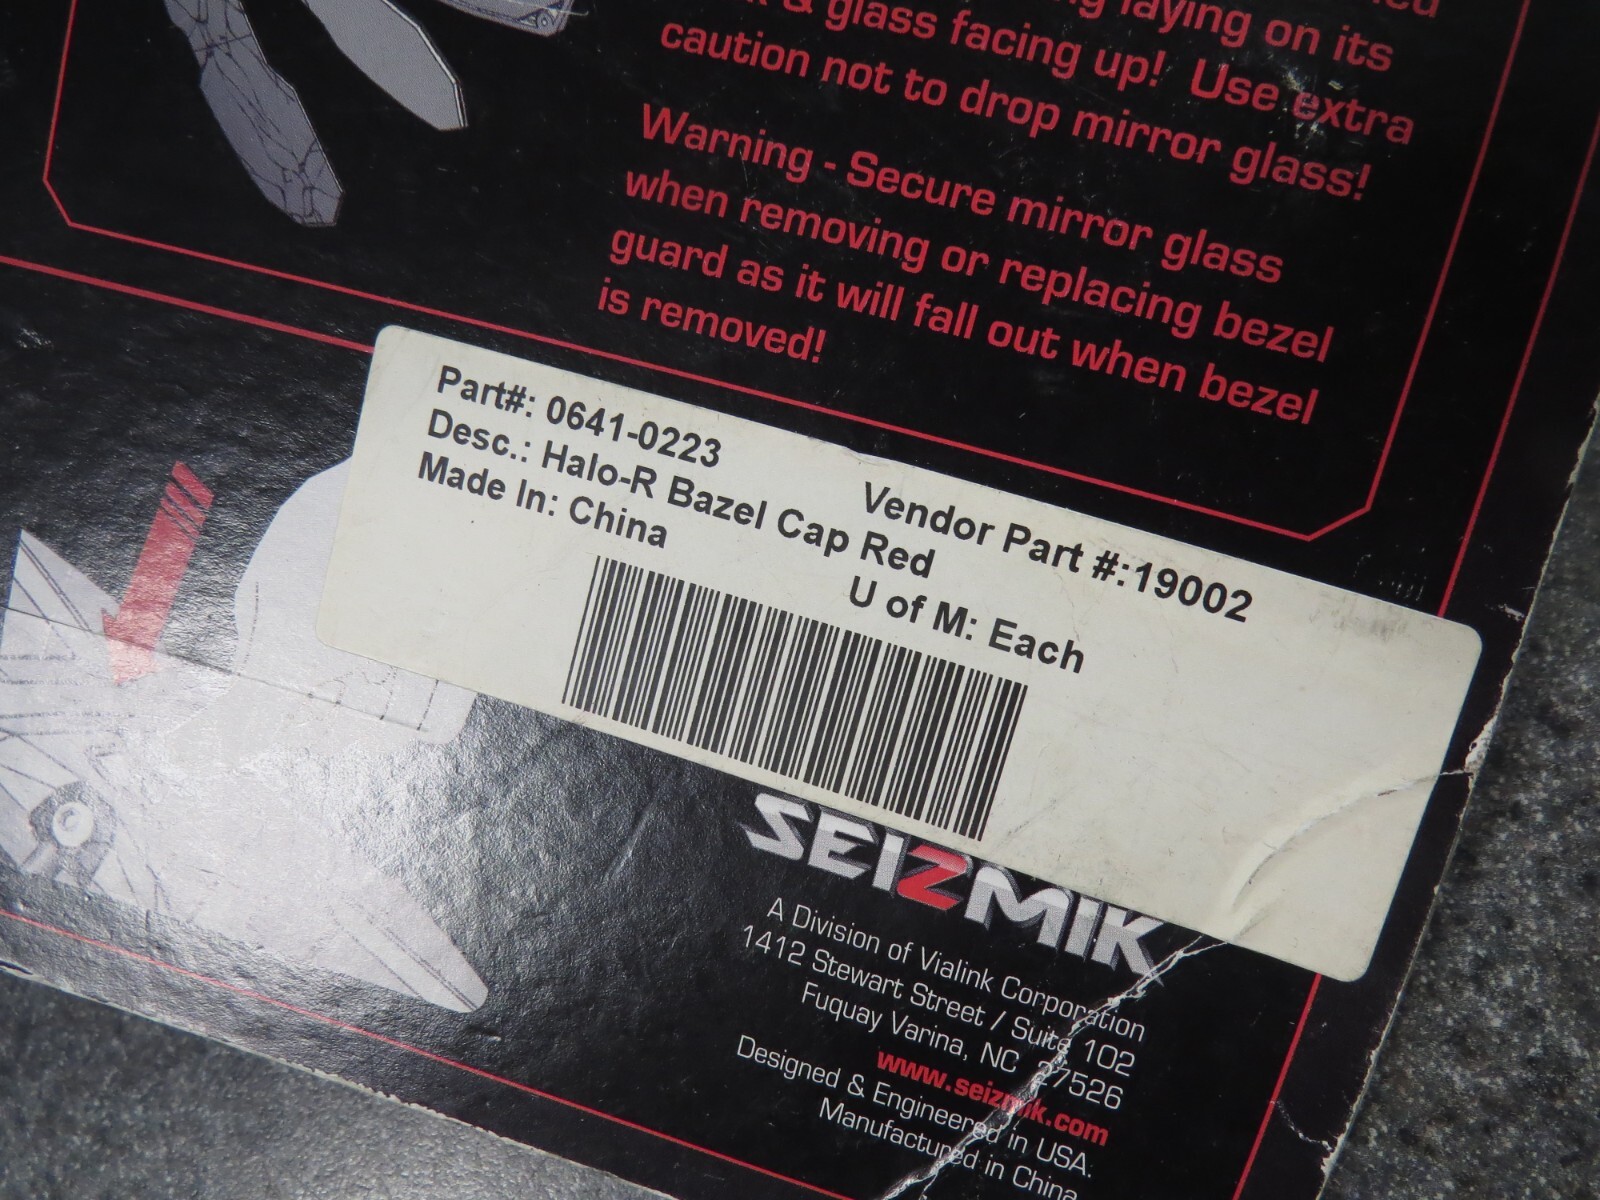 & glass facing up! Use extra
laying on its
caution not to drop mirror glass!
Warning - Secure mirror glass
when removing or replacing bezel
guard as it will fall out when bezel
is removed!
Part#: 0641-0223
Vendor Part #:19002
Desc.: Halo-R Bazel Cap Red
Made In: China
U of M: Each
SEIZMIK
A Division of Vialink Corporation
1412 Stewart Street / Suite 102
Fuquay Varina, NC 27526
www.seizmik.com
Designed & Engineered in USA.
Manufactured in China